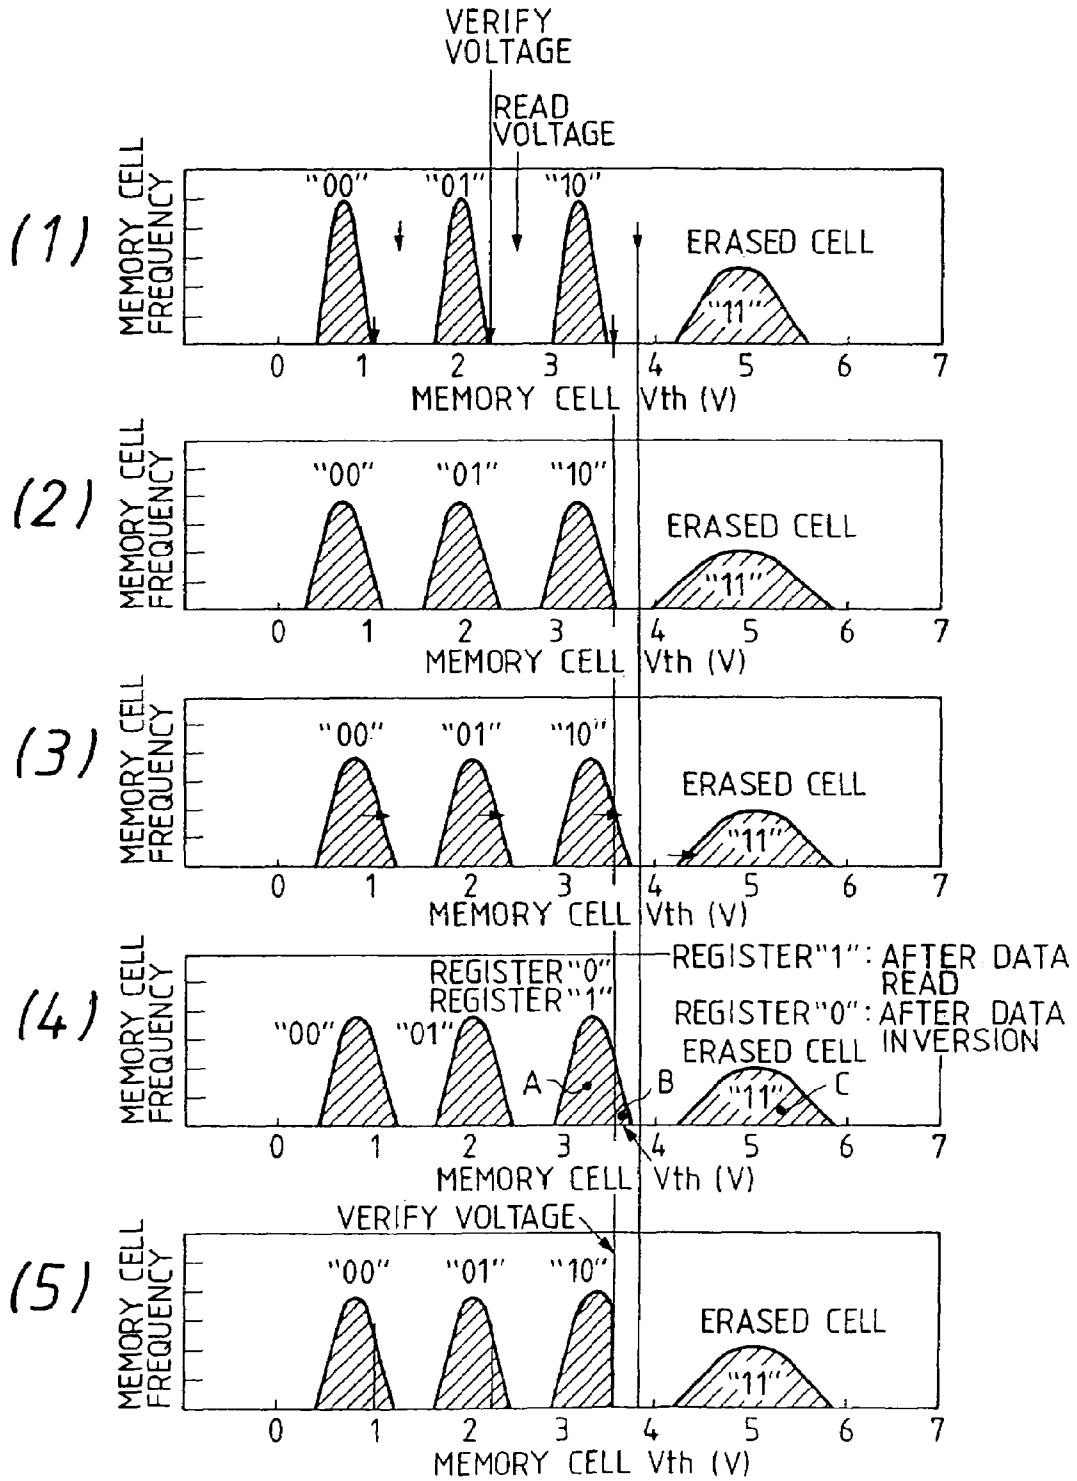 VERIFY
VOLTAGE
READ
VOLTAGE
(1)
MEMORY CELL
FREQUENCY
"00" "01" "10"
ERASED CELL
"11"
0 1 2 3 4 5 6 7
MEMORY CELL Vth (V)
(2)
MEMORY CELL
FREQUENCY
"00" "01" "10"
ERASED CELL
"11"
0 1 2 3 4 5 6 7
MEMORY CELL Vth (V)
(3)
MEMORY CELL
FREQUENCY
"00" "01" "10"
ERASED CELL
"11"
0 1 2 3 4 5 6 7
MEMORY CELL Vth (V)
(4)
MEMORY CELL
FREQUENCY
REGISTER "0"
REGISTER "1"
REGISTER "1" : AFTER DATA
READ
REGISTER "0" : AFTER DATA
INVERSION
"00" "01"
ERASED CELL
A B "11" C
0 1 2 3 4 5 6 7
MEMORY CELL Vth (V)
VERIFY VOLTAGE
(5)
MEMORY CELL
FREQUENCY
"00" "01" "10"
ERASED CELL
"11"
0 1 2 3 4 5 6 7
MEMORY CELL Vth (V)